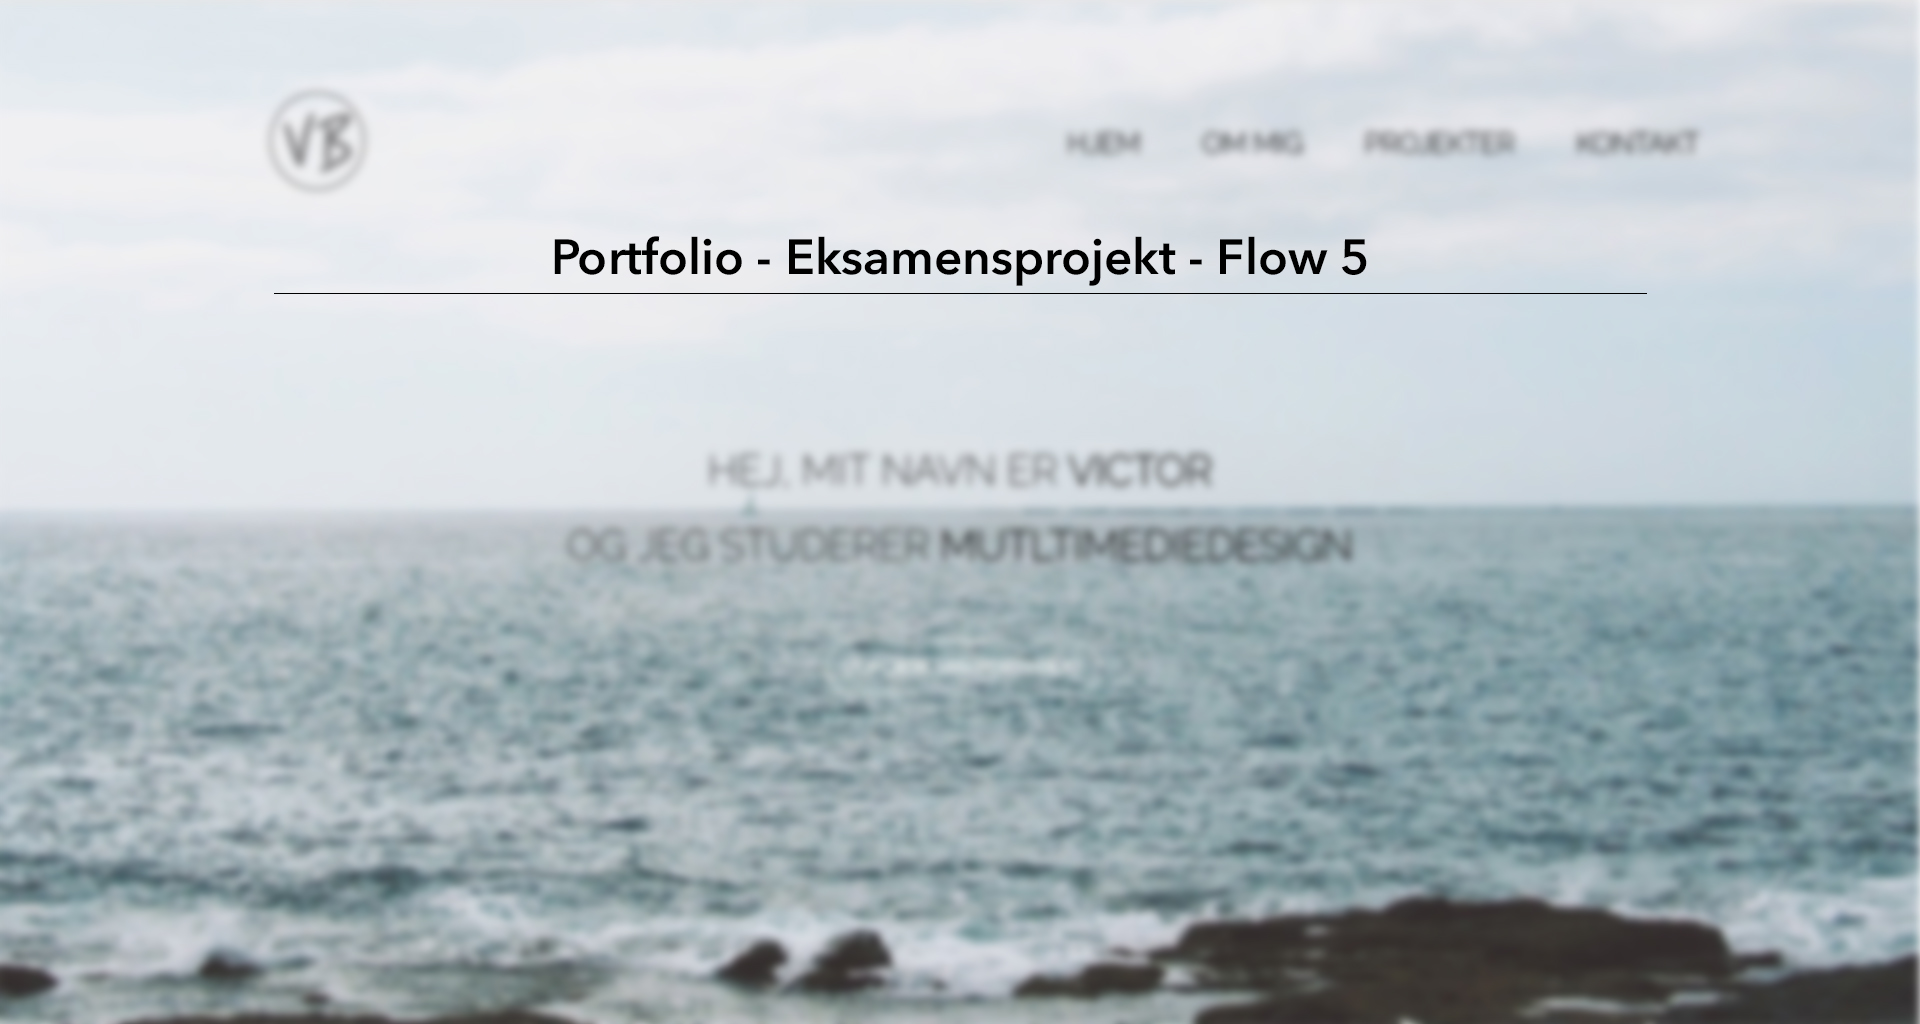 VB
HJEM OM MIG PROJEKTER KONTAKT
Portfolio - Eksamensprojekt - Flow 5
HEJ, MIT NAVN ER VICTOR
OG JEG STUDERER MUTLTIMEDIEDESIGN